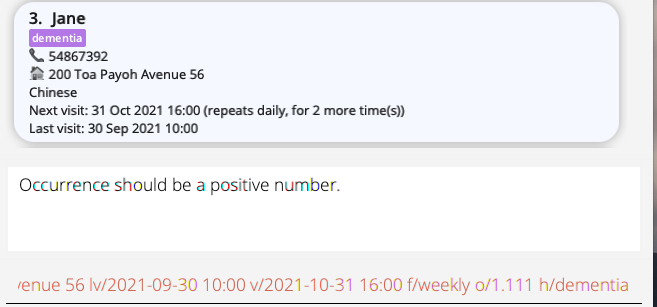 3. Jane
dementia
54867392
200 Toa Payoh Avenue 56
Chinese
Next visit: 31 Oct 2021 16:00 (repeats daily, for 2 more time(s))
Last visit: 30 Sep 2021 10:00
Occurrence should be a positive number.
venue 56 lv/2021-09-30 10:00 v/2021-10-31 16:00 f/weekly o/1.111 h/dementia